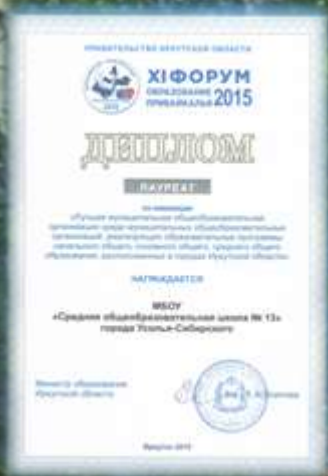 ПРАВИТЕЛЬСТВО ИРКУТСКОЙ ОБЛАСТИ
XI ФОРУМ
ОБРАЗОВАНИЕ
ПРИБАЙКАЛЬЯ 2015
ДИПЛОМ
ЛАУРЕАТ
по номинации
«Лучшая муниципальная общеобразовательная
организация среди муниципальных общеобразовательных
организаций, реализующих образовательные программы
начального общего, основного общего, среднего общего
образования, расположенных в городах Иркутской области»
НАГРАЖДАЕТСЯ
МБОУ
«Средняя общеобразовательная школа № 13»
города Усолье-Сибирского
Министр образования
Иркутской области
Иркутск 2015